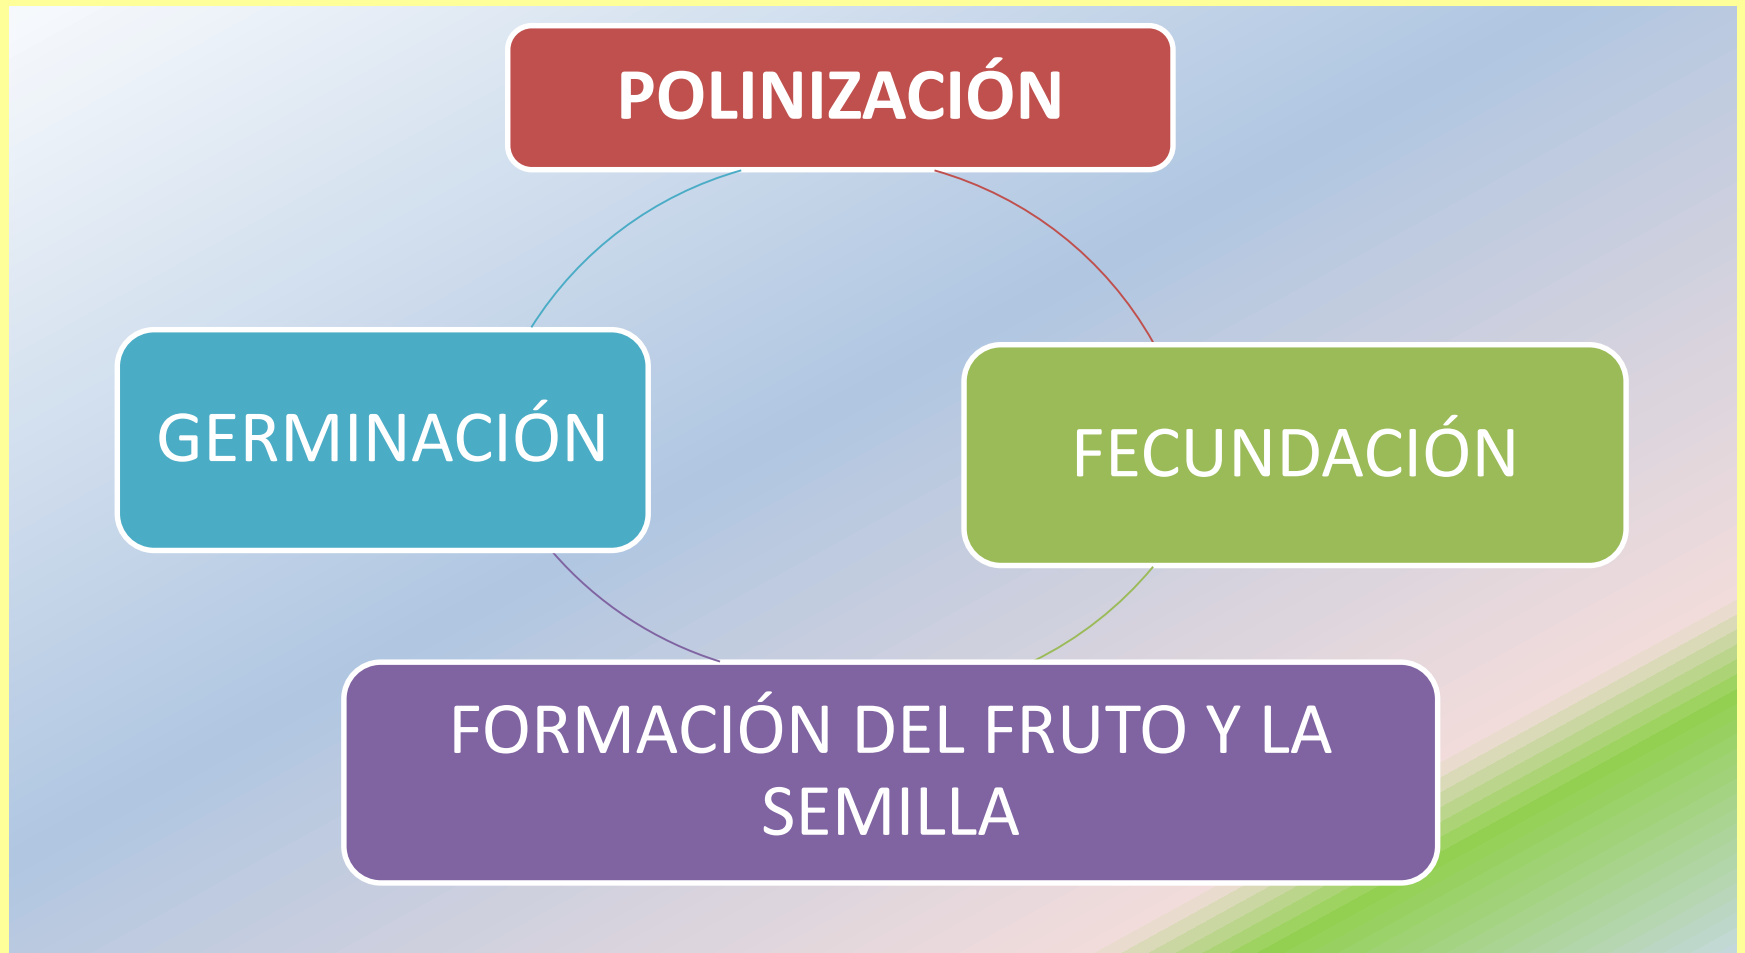 POLINIZACIÓN
GERMINACIÓN
FECUNDACIÓN
FORMACIÓN DEL FRUTO Y LA
SEMILLA